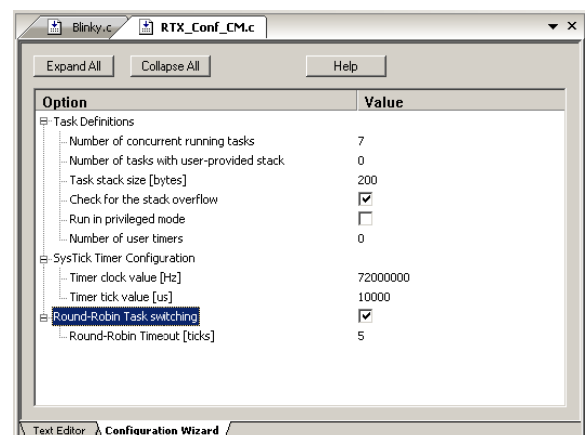 Blinky.c RTX_Conf_CM.c
Expand All Collapse All Help
Option Value
Task Definitions
Number of concurrent running tasks 7
Number of tasks with user-provided stack 0
Task stack size [bytes] 200
Check for the stack overflow
Run in privileged mode
Number of user timers 0
SysTick Timer Configuration
Timer clock value [Hz] 72000000
Timer tick value [us] 10000
Round-Robin Task switching
Round-Robin Timeout [ticks] 5
Text Editor Configuration Wizard